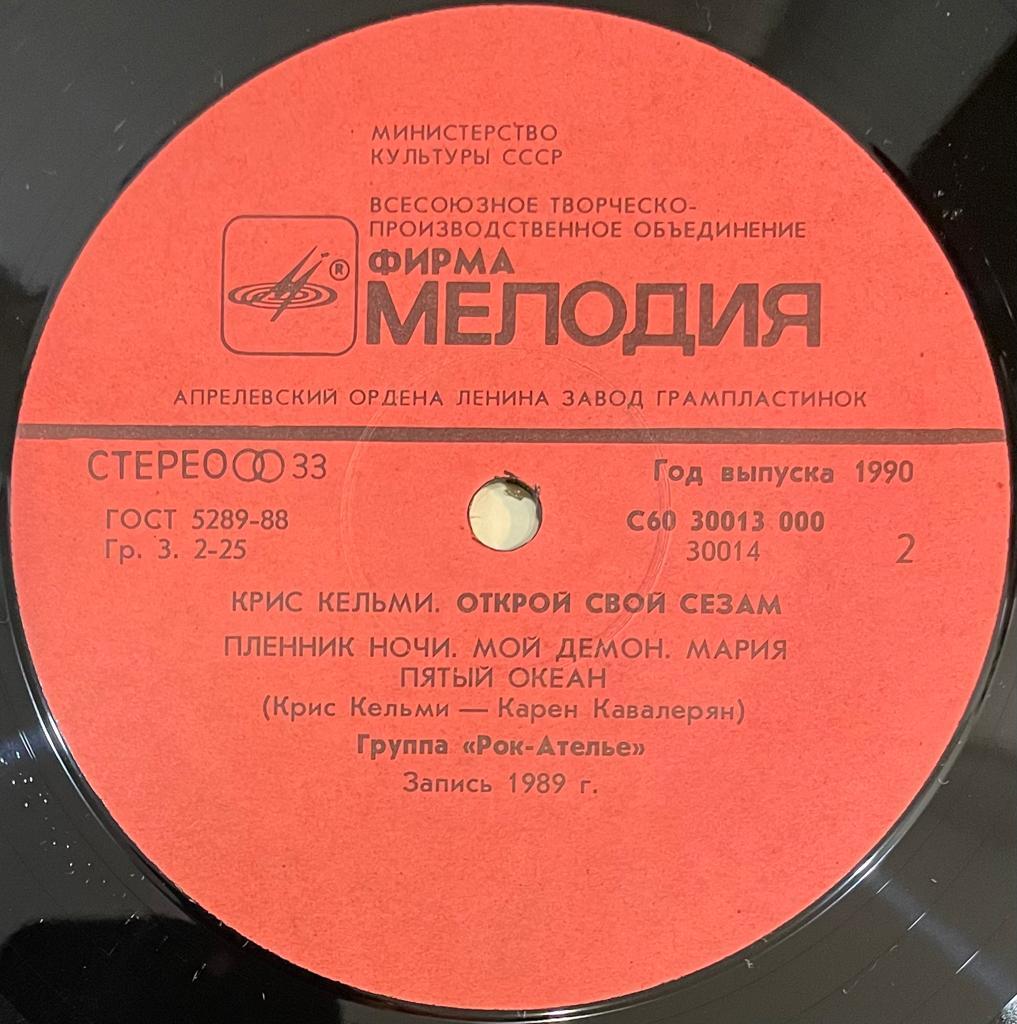 МИНИСТЕРСТВО
КУЛЬТУРЫ СССР
ВСЕСОЮЗНОЕ ТВОРЧЕСКО-
ПРОИЗВОДСТВЕННОЕ ОБЪЕДИНЕНИЕ
ФИРМА
®
МЕЛОДИЯ
АПРЕЛЕВСКИЙ ОРДЕНА ЛЕНИНА ЗАВОД ГРАМПЛАСТИНОК
СТЕРЕО 33
Год выпуска 1990
ГОСТ 5289-88
С60 30013 000
Гр. 3. 2-25
30014
2
КРИС КЕЛЬМИ. ОТКРОЙ СВОЙ СЕЗАМ
ПЛЕННИК НОЧИ. МОЙ ДЕМОН. МАРИЯ
ПЯТЫЙ ОКЕАН
(Крис Кельми — Карен Кавалерян)
Группа «Рок-Ателье»
Запись 1989 г.